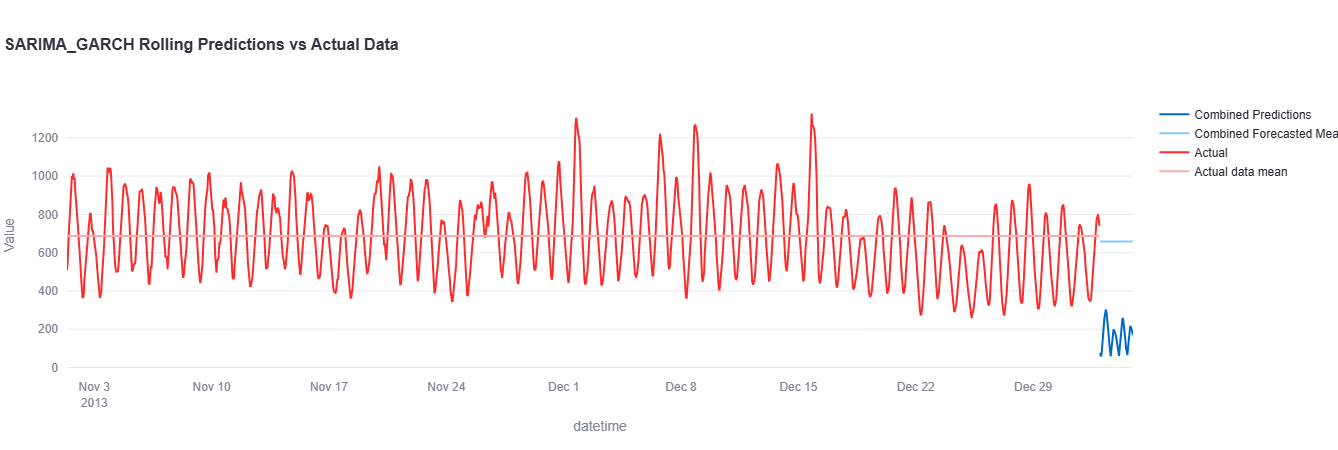 SARIMA_GARCH Rolling Predictions vs Actual Data
Combined Predictions
Combined Forecasted Mea
Actual
Actual data mean
Value
1200
1000
800
600
400
200
0
Nov 3
2013
Nov 10
Nov 17
Nov 24
Dec 1
Dec 8
Dec 15
Dec 22
Dec 29
datetime